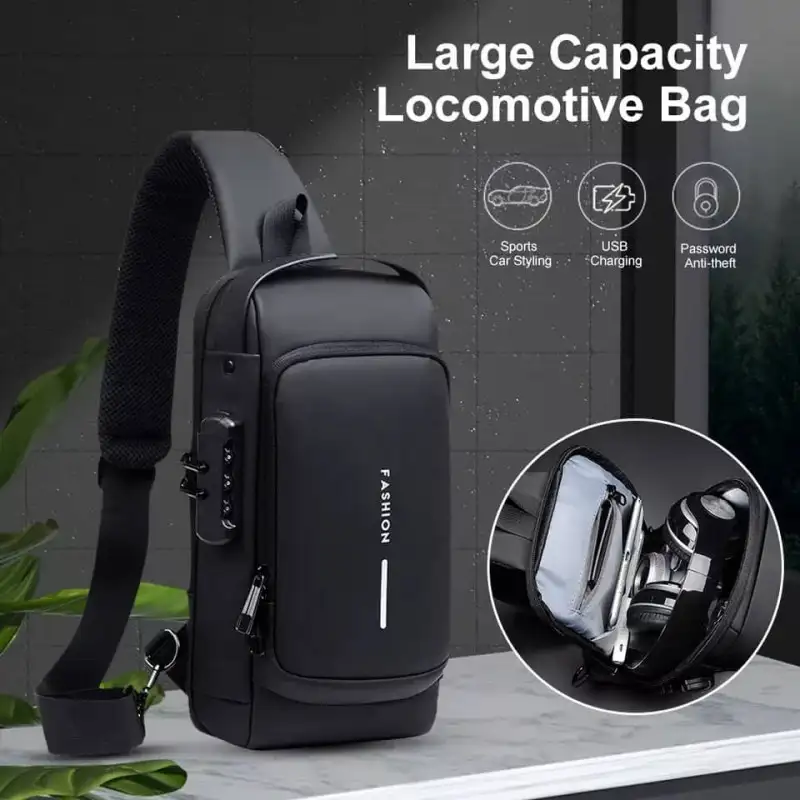 Large Capacity
Locomotive Bag
Sports
Car Styling
USB
Charging
Password
Anti-theft
FASHION